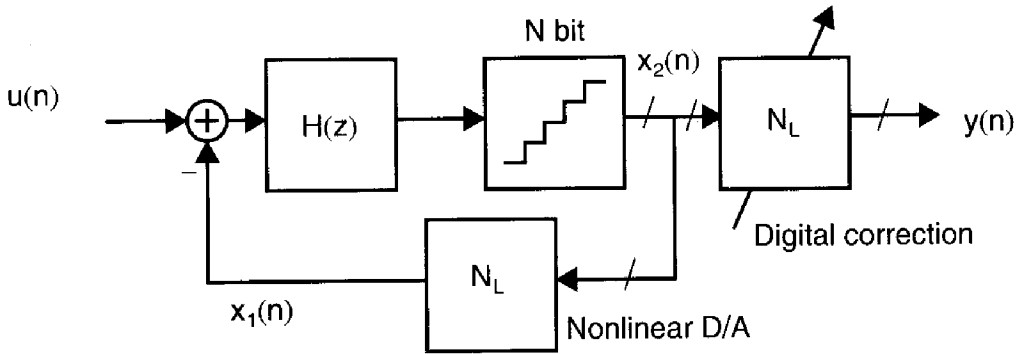 N bit
u(n)
H(z)
x₂(n)
N_L
y(n)
−
Digital correction
N_L
x₁(n)
Nonlinear D/A